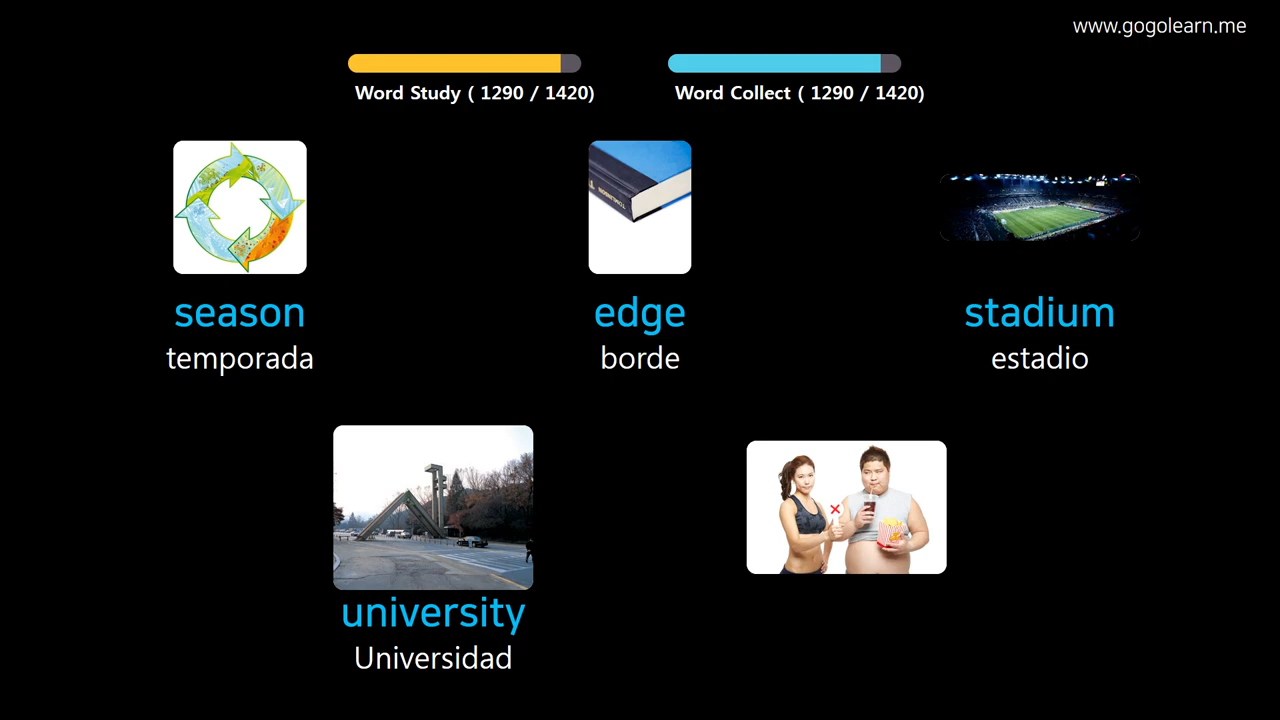 www.gogolearn.me
Word Study ( 1290 / 1420)
Word Collect ( 1290 / 1420)
season
temporada
edge
borde
stadium
estadio
university
Universidad